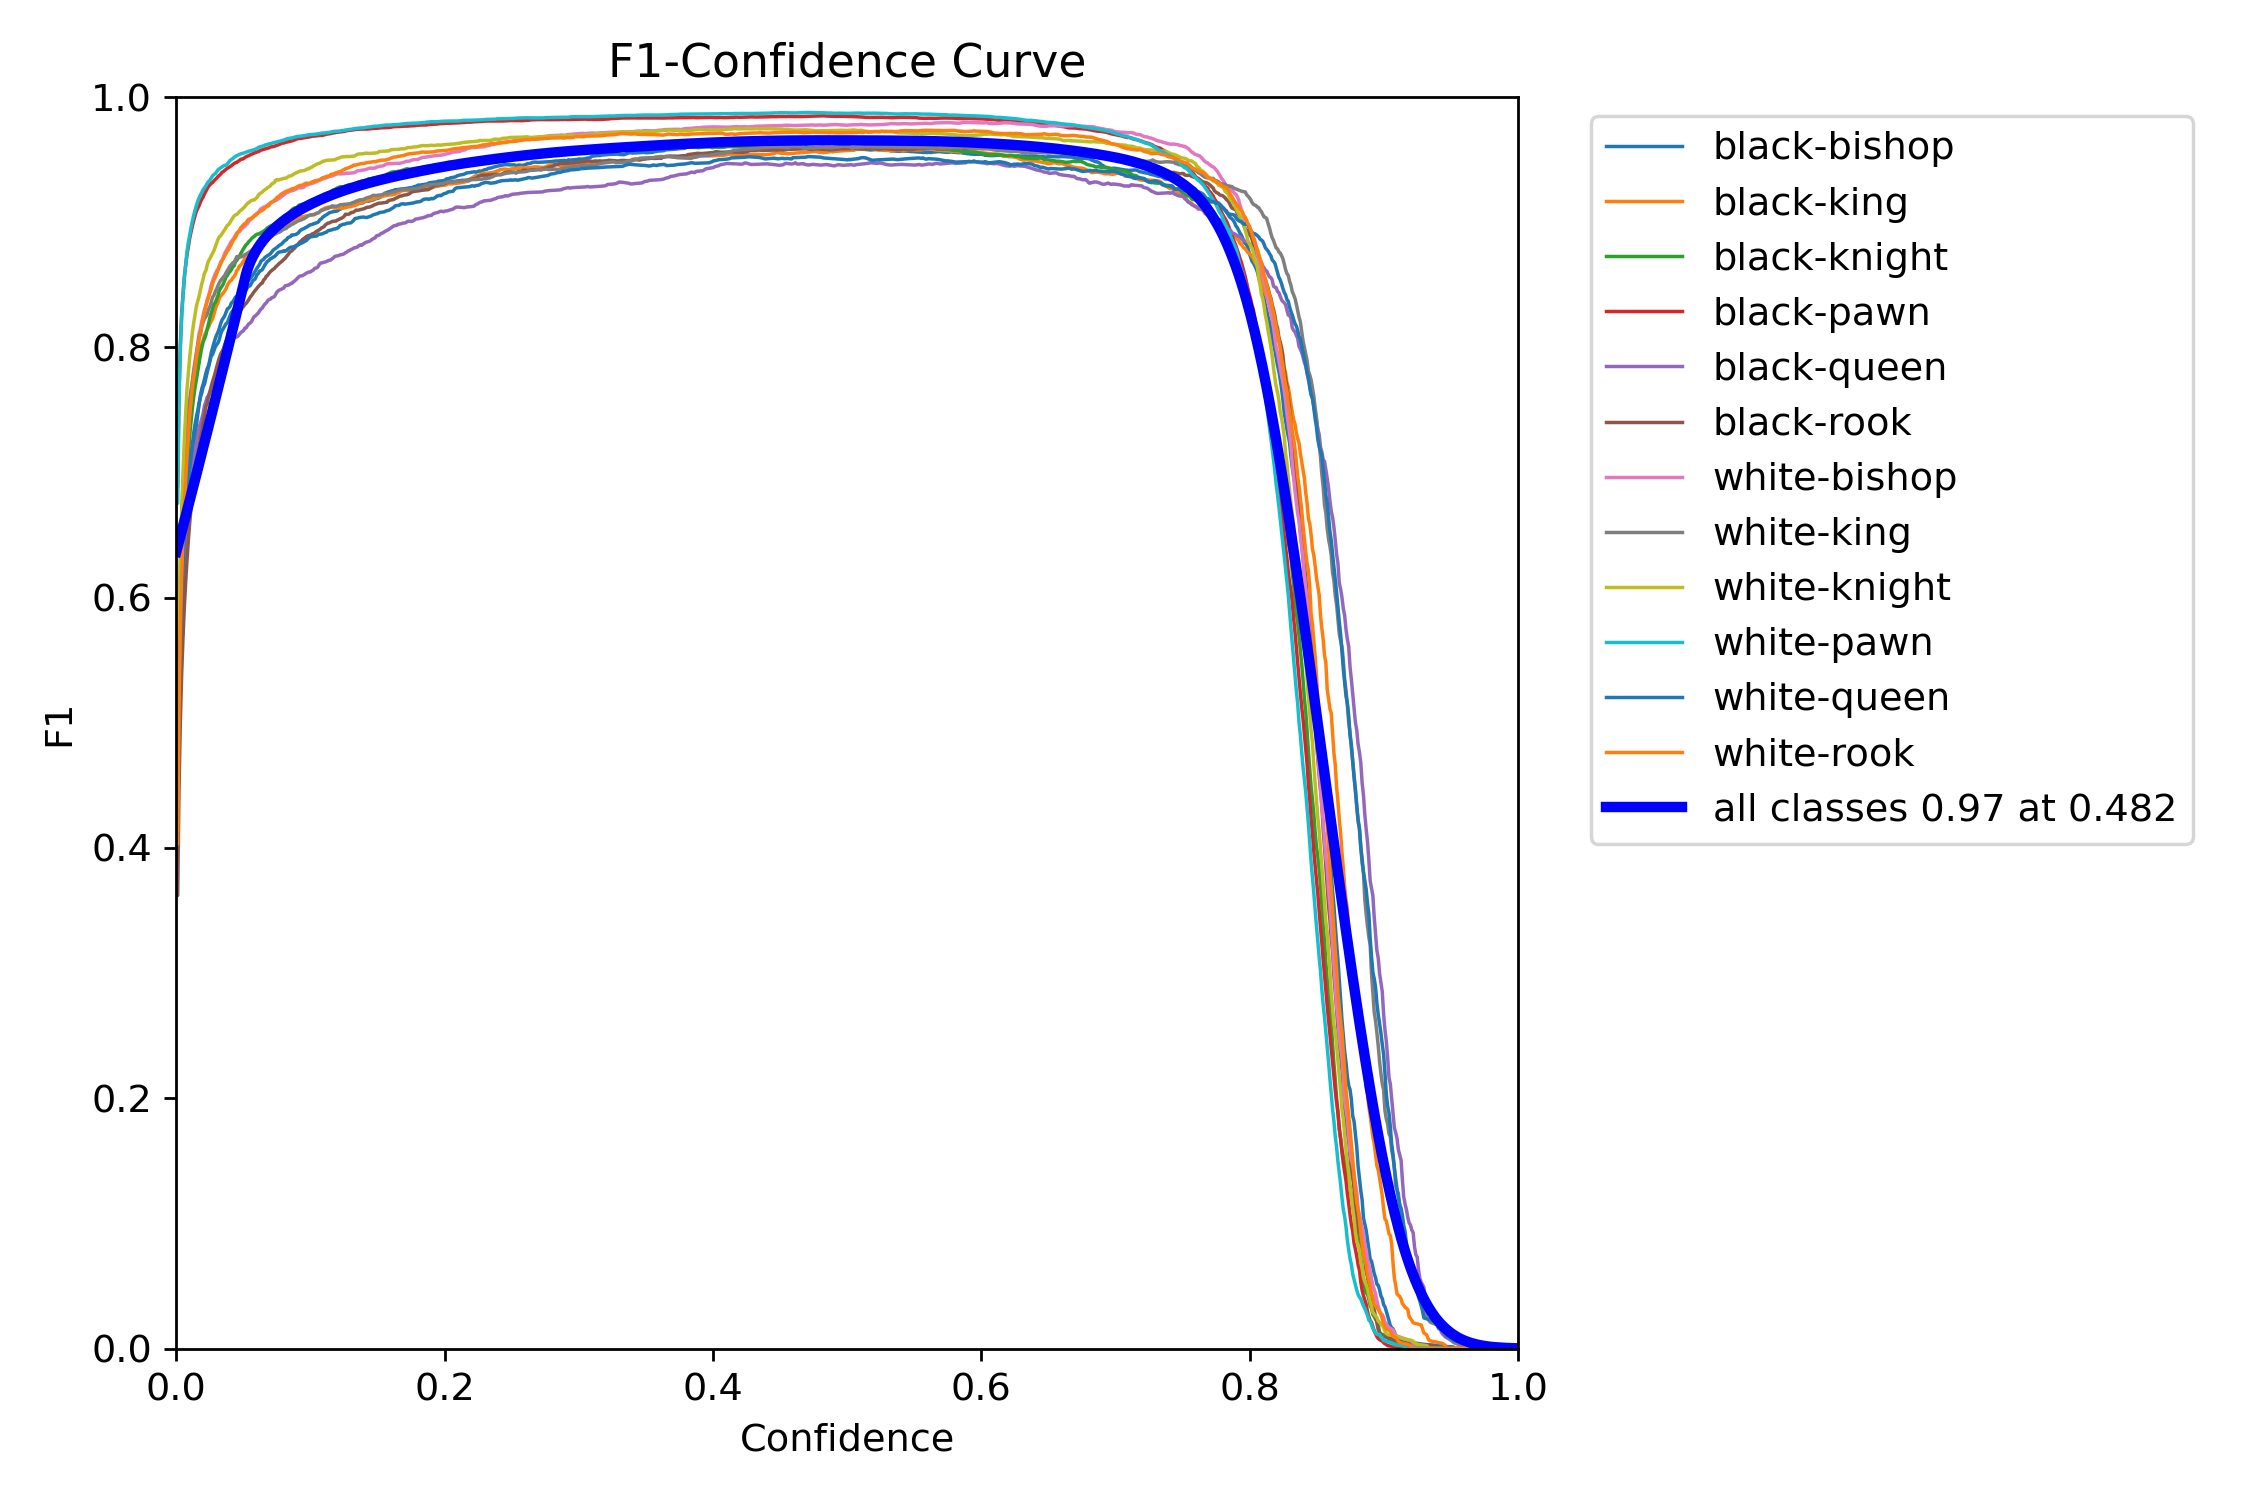 F1-Confidence Curve
1.0
0.8
0.6
0.4
0.2
0.0
F1
0.0 0.2 0.4 0.6 0.8 1.0
Confidence
black-bishop
black-king
black-knight
black-pawn
black-queen
black-rook
white-bishop
white-king
white-knight
white-pawn
white-queen
white-rook
all classes 0.97 at 0.482